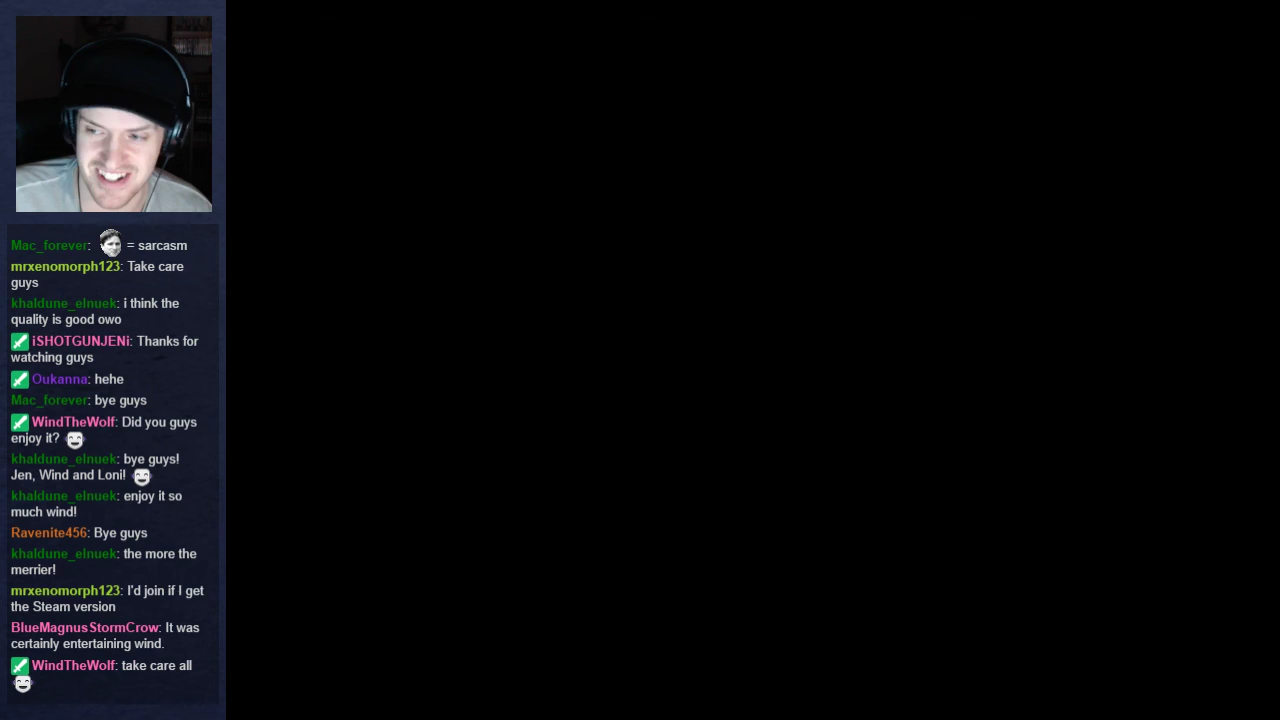 Mac_forever: = sarcasm
mrxenomorph123: Take care
guys
khaldune_elnuek: i think the
quality is good owo
iSHOTGUNJENi: Thanks for
watching guys
Oukanna: hehe
Mac_forever: bye guys
WindTheWolf: Did you guys
enjoy it?
khaldune_elnuek: bye guys!
Jen, Wind and Loni!
khaldune_elnuek: enjoy it so
much wind!
Ravenite456: Bye guys
khaldune_elnuek: the more the
merrier!
mrxenomorph123: I'd join if I get
the Steam version
BlueMagnusStormCrow: It was
certainly entertaining wind.
WindTheWolf: take care all